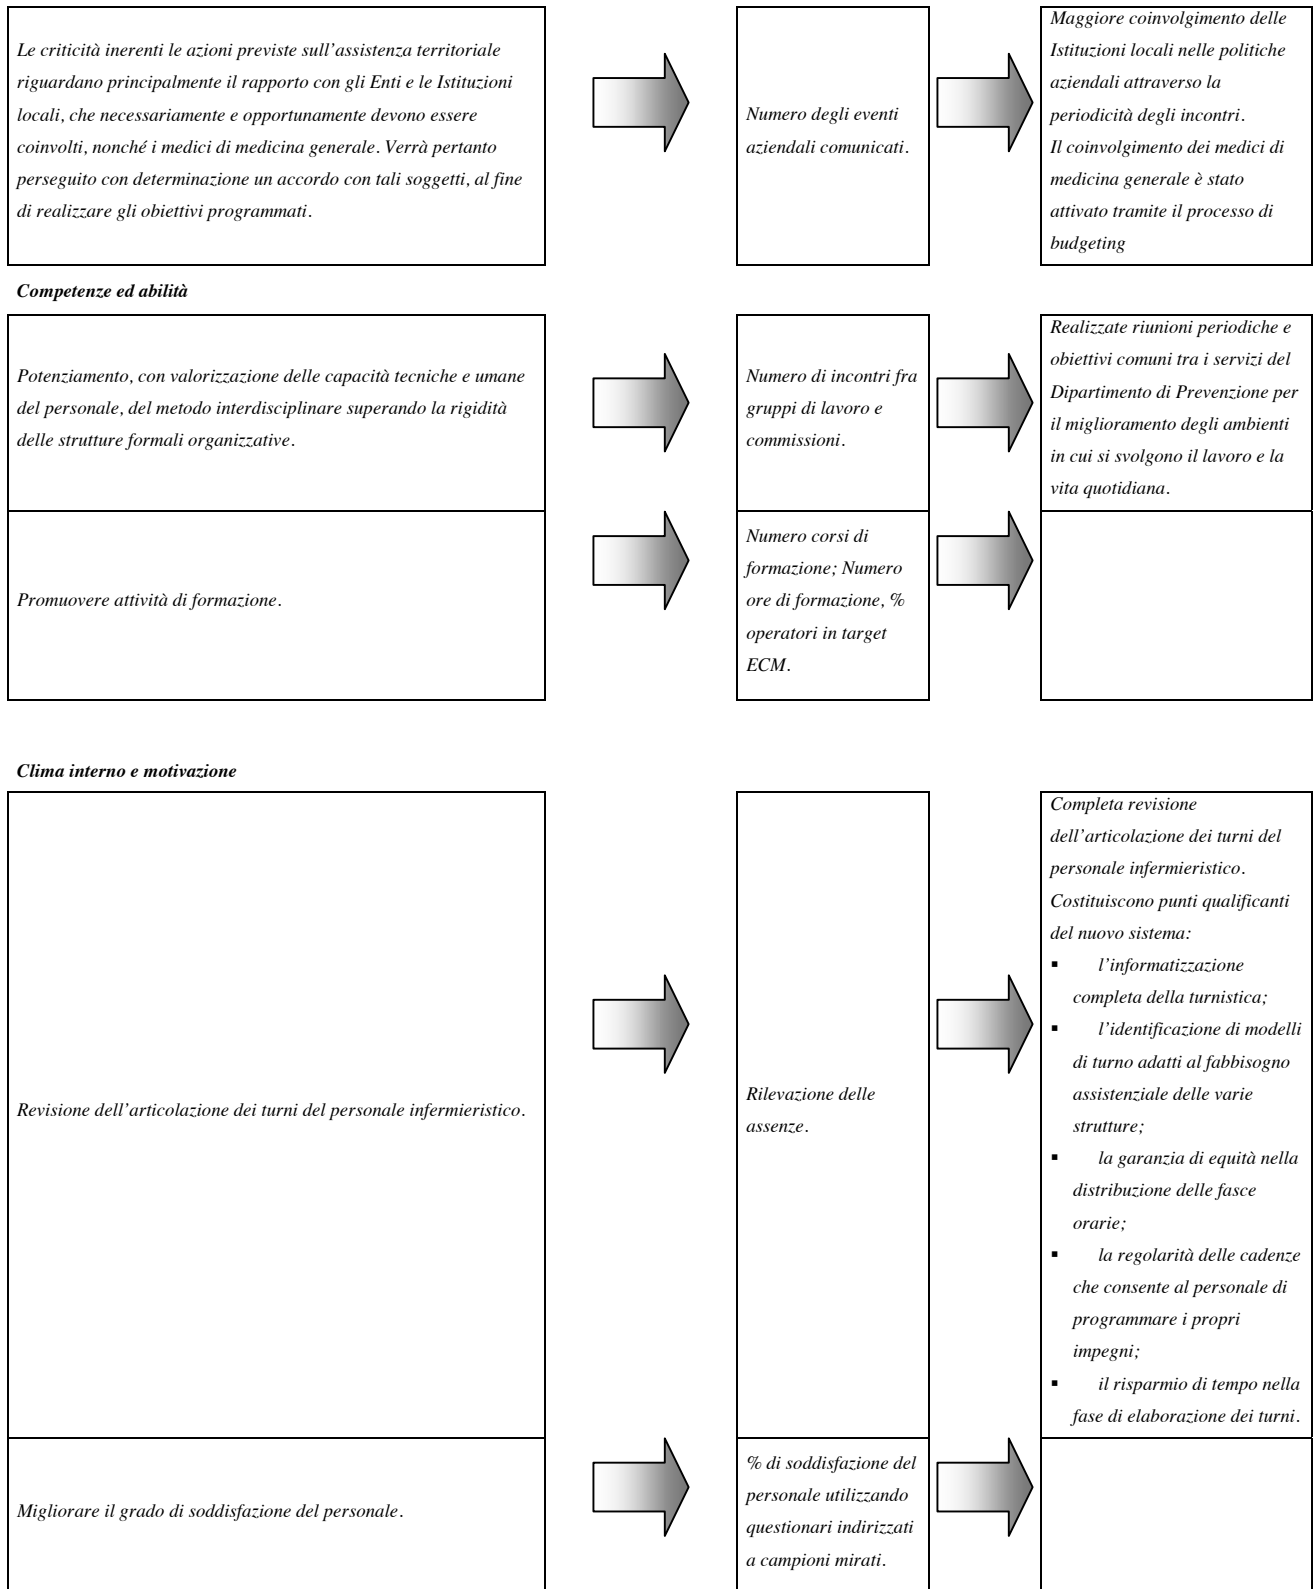 Le criticità inerenti le azioni previste sull'assistenza territoriale
riguardano principalmente il rapporto con gli Enti e le Istituzioni
locali, che necessariamente e opportunamente devono essere
coinvolti, nonché i medici di medicina generale. Verrà pertanto
perseguito con determinazione un accordo con tali soggetti, al fine
di realizzare gli obiettivi programmati.
Numero degli eventi
aziendali comunicati.
Maggiore coinvolgimento delle
Istituzioni locali nelle politiche
aziendali attraverso la
periodicità degli incontri.
Il coinvolgimento dei medici di
medicina generale è stato
attivato tramite il processo di
budgeting
Competenze ed abilità
Potenziamento, con valorizzazione delle capacità tecniche e umane
del personale, del metodo interdisciplinare superando la rigidità
delle strutture formali organizzative.
Numero di incontri fra
gruppi di lavoro e
commissioni.
Realizzate riunioni periodiche e
obiettivi comuni tra i servizi del
Dipartimento di Prevenzione per
il miglioramento degli ambienti
in cui si svolgono il lavoro e la
vita quotidiana.
Promuovere attività di formazione.
Numero corsi di
formazione; Numero
ore di formazione, %
operatori in target
ECM.
Clima interno e motivazione
Revisione dell'articolazione dei turni del personale infermieristico.
Rilevazione delle
assenze.
Completa revisione
dell'articolazione dei turni del
personale infermieristico.
Costituiscono punti qualificanti
del nuovo sistema:
▪ l'informatizzazione
completa della turnistica;
▪ l'identificazione di modelli
di turno adatti al fabbisogno
assistenziale delle varie
strutture;
▪ la garanzia di equità nella
distribuzione delle fasce
orarie;
▪ la regolarità delle cadenze
che consente al personale di
programmare i propri
impegni;
▪ il risparmio di tempo nella
fase di elaborazione dei turni.
Migliorare il grado di soddisfazione del personale.
% di soddisfazione del
personale utilizzando
questionari indirizzati
a campioni mirati.